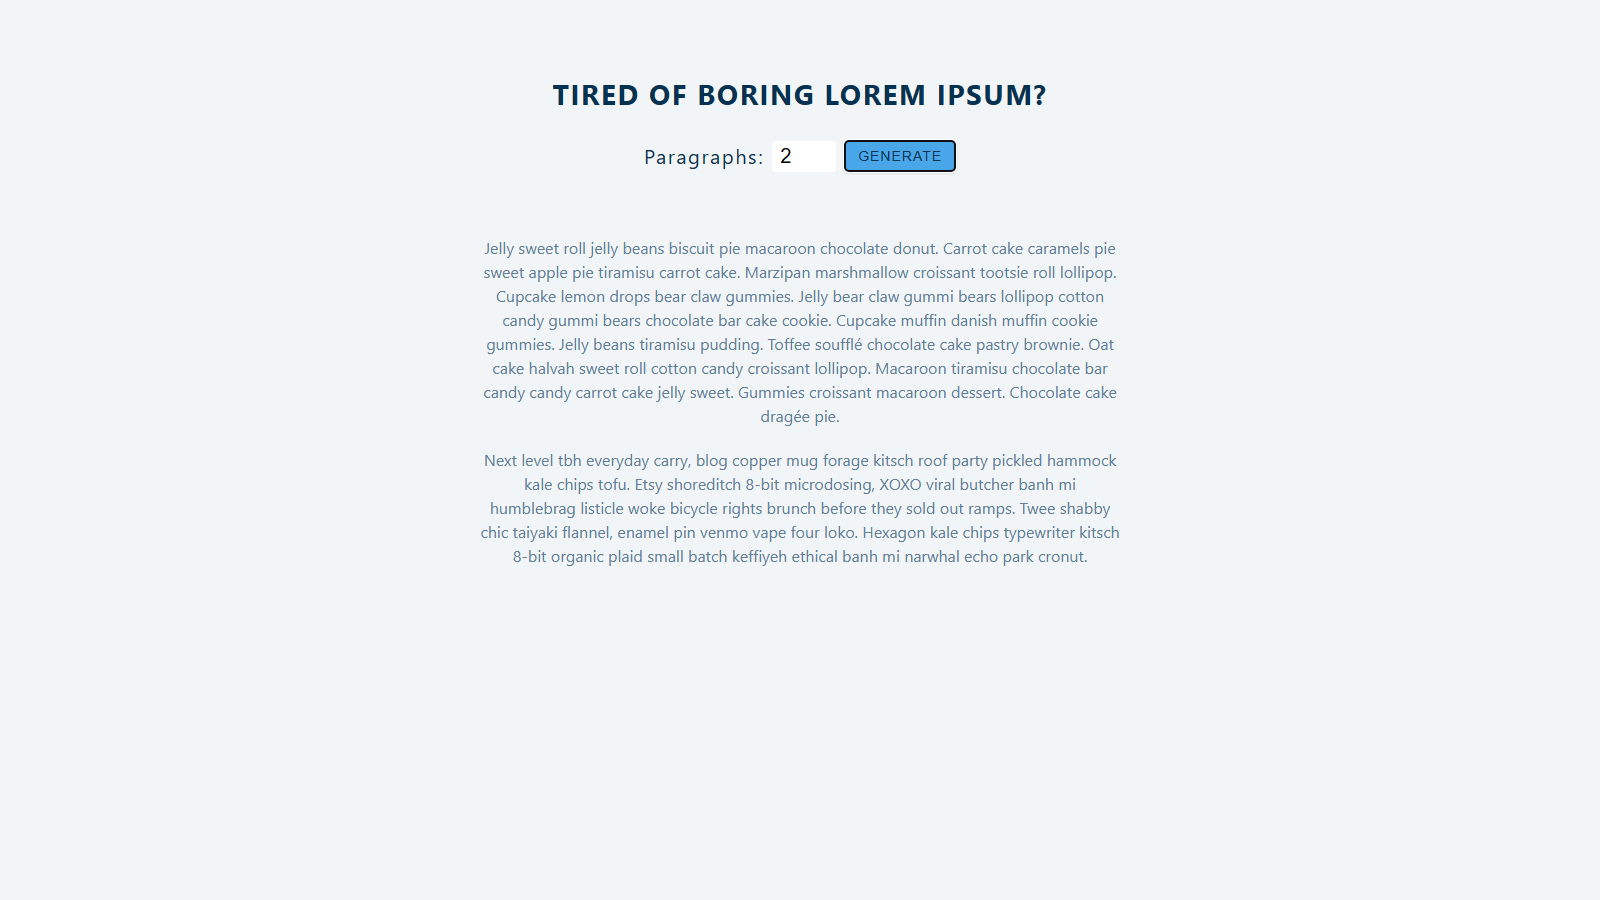 TIRED OF BORING LOREM IPSUM?
Paragraphs: 2 GENERATE
Jelly sweet roll jelly beans biscuit pie macaroon chocolate donut. Carrot cake caramels pie
sweet apple pie tiramisu carrot cake. Marzipan marshmallow croissant tootsie roll lollipop.
Cupcake lemon drops bear claw gummies. Jelly bear claw gummi bears lollipop cotton
candy gummi bears chocolate bar cake cookie. Cupcake muffin danish muffin cookie
gummies. Jelly beans tiramisu pudding. Toffee soufflé chocolate cake pastry brownie. Oat
cake halvah sweet roll cotton candy croissant lollipop. Macaroon tiramisu chocolate bar
candy candy carrot cake jelly sweet. Gummies croissant macaroon dessert. Chocolate cake
dragée pie.
Next level tbh everyday carry, blog copper mug forage kitsch roof party pickled hammock
kale chips tofu. Etsy shoreditch 8-bit microdosing, XOXO viral butcher banh mi
humblebrag listicle woke bicycle rights brunch before they sold out ramps. Twee shabby
chic taiyaki flannel, enamel pin venmo vape four loko. Hexagon kale chips typewriter kitsch
8-bit organic plaid small batch keffiyeh ethical banh mi narwhal echo park cronut.